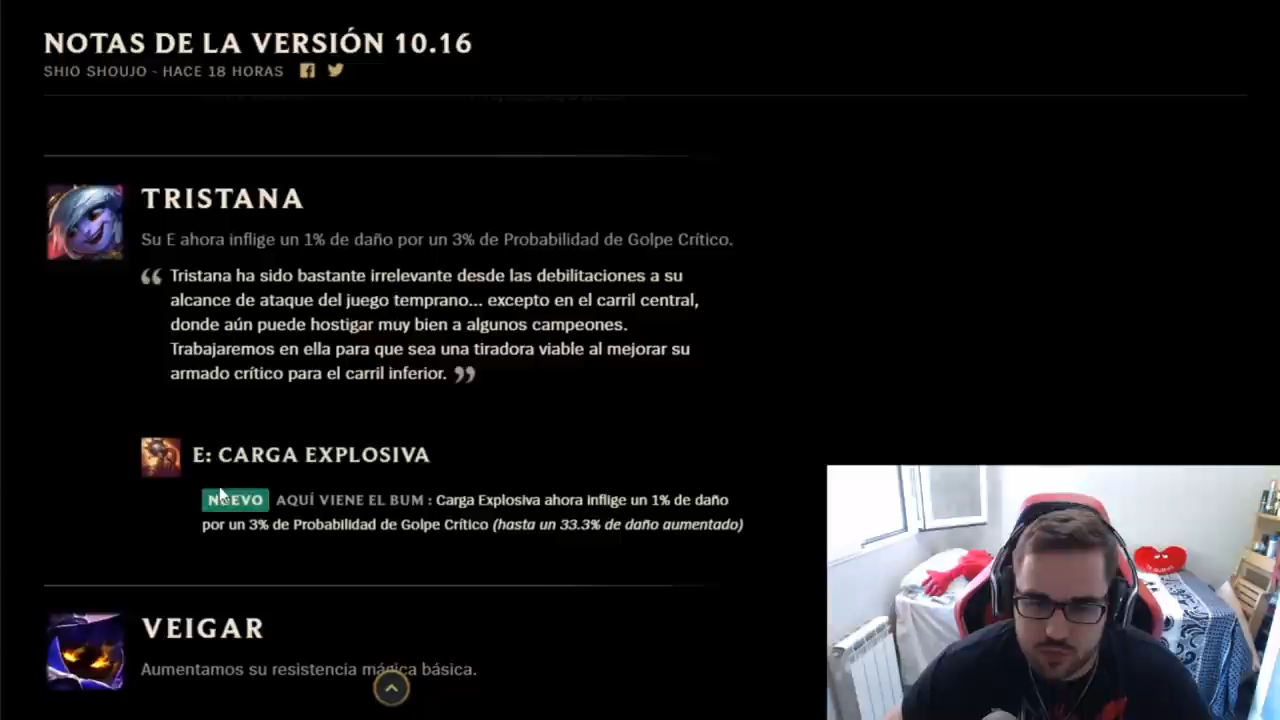 NOTAS DE LA VERSIÓN 10.16
SHIO SHOUJO - HACE 18 HORAS
TRISTANA
Su E ahora inflige un 1% de daño por un 3% de Probabilidad de Golpe Crítico.
“ Tristana ha sido bastante irrelevante desde las debilitaciones a su
alcance de ataque del juego temprano... excepto en el carril central,
donde aún puede hostigar muy bien a algunos campeones.
Trabajaremos en ella para que sea una tiradora viable al mejorar su
armado crítico para el carril inferior. ”
E: CARGA EXPLOSIVA
NUEVO AQUÍ VIENE EL BUM : Carga Explosiva ahora inflige un 1% de daño
por un 3% de Probabilidad de Golpe Crítico (hasta un 33.3% de daño aumentado)
VEIGAR
Aumentamos su resistencia mágica básica.